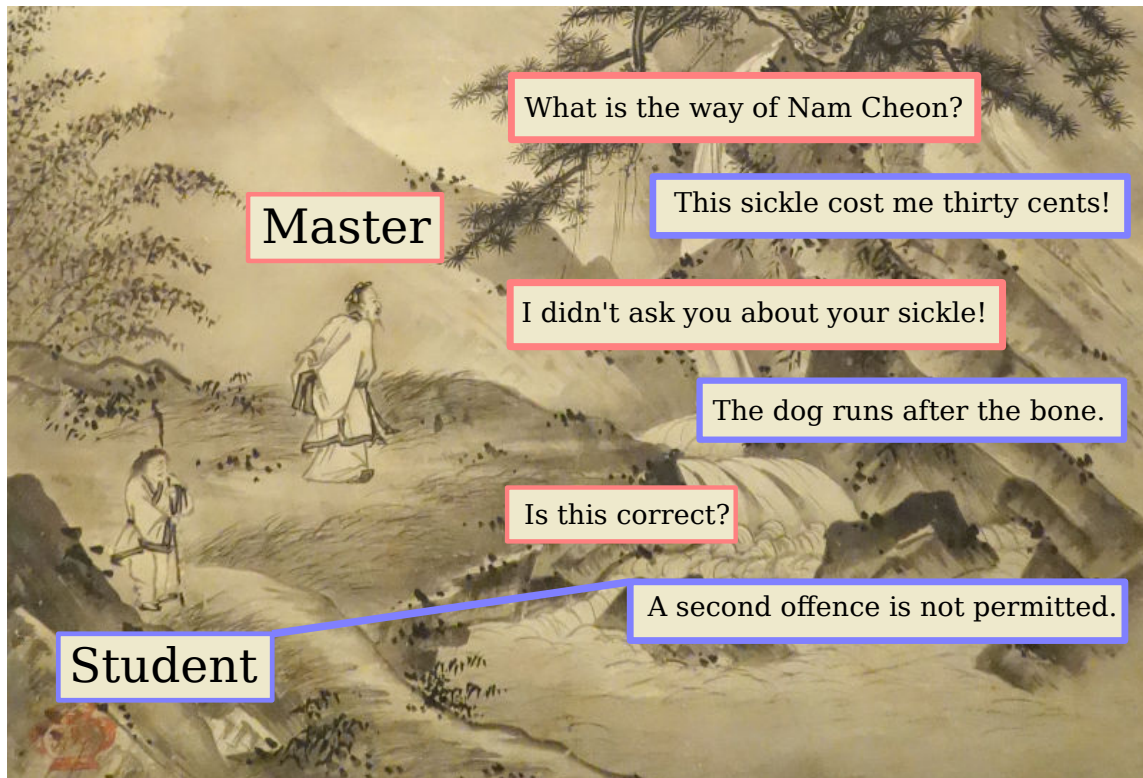 What is the way of Nam Cheon?
This sickle cost me thirty cents!
Master
I didn't ask you about your sickle!
The dog runs after the bone.
Is this correct?
A second offence is not permitted.
Student